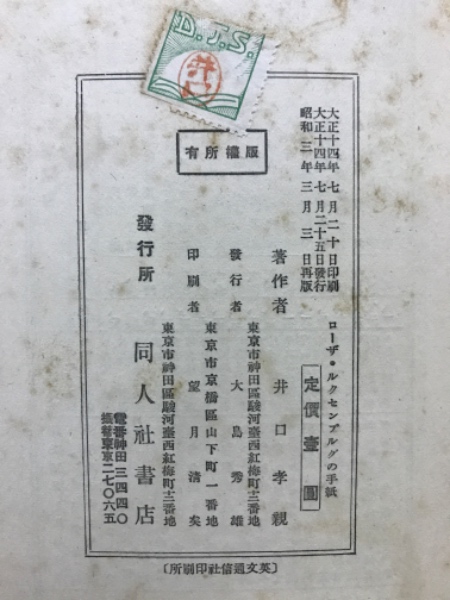 D.J.S.
井口
版權所有
大正十四年七月二十日印刷
大正十四年七月二十五日發行
昭和三年三月三日再版
ローザ・ルクセンブルグの手紙
定價壹圓
著作者 井口孝親
東京市神田區駿河臺西紅梅町十二番地
發行者 大島秀雄
東京市京橋區山下町一番地
印刷者 望月清矣
東京市神田區駿河臺西紅梅町十二番地
發行所 同人社書店
電話神田三四四〇
振替東京二七〇六五
〔英文通信社印刷所〕